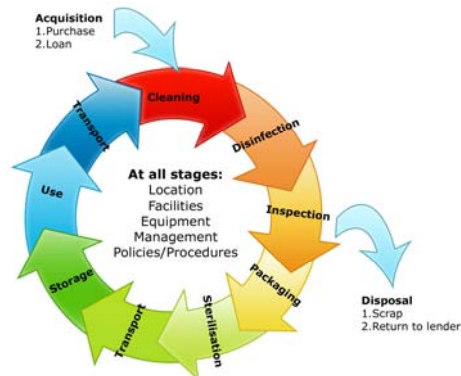 Acquisition
1.Purchase
2.Loan
Cleaning
Disinfection
Inspection
Packaging
Sterilisation
Transport
Storage
Use
Transport
At all stages:
Location
Facilities
Equipment
Management
Policies/Procedures
Disposal
1.Scrap
2.Return to lender